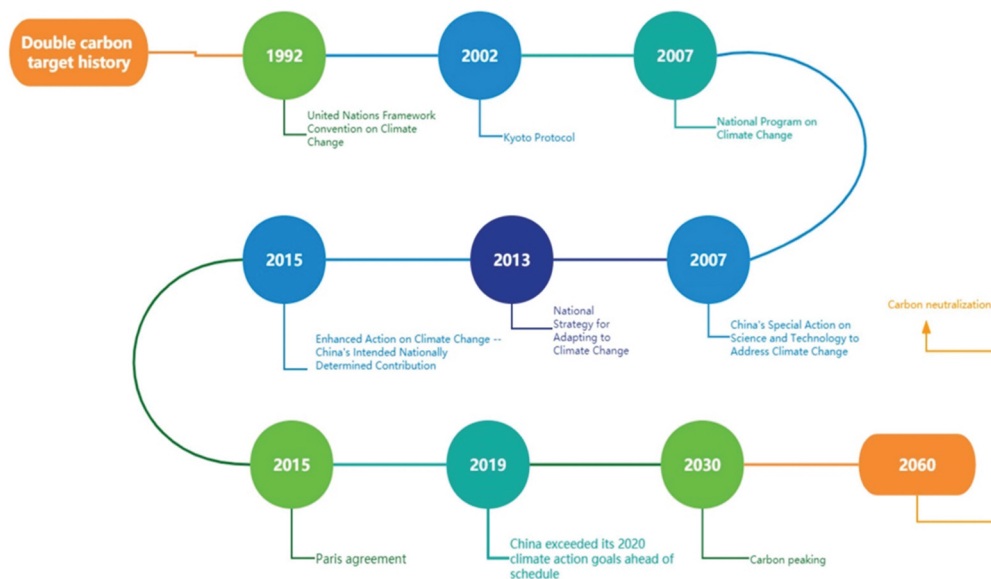 Double carbon
target history
1992
2002
2007
United Nations Framework
Convention on Climate
Change
Kyoto Protocol
National Program on
Climate Change
2015
2013
2007
Enhanced Action on Climate Change --
China's Intended Nationally
Determined Contribution
National
Strategy for
Adapting to
Climate Change
China's Special Action on
Science and Technology to
Address Climate Change
Carbon neutralization
2015
2019
2030
2060
Paris agreement
China exceeded its 2020
climate action goals ahead of
schedule
Carbon peaking